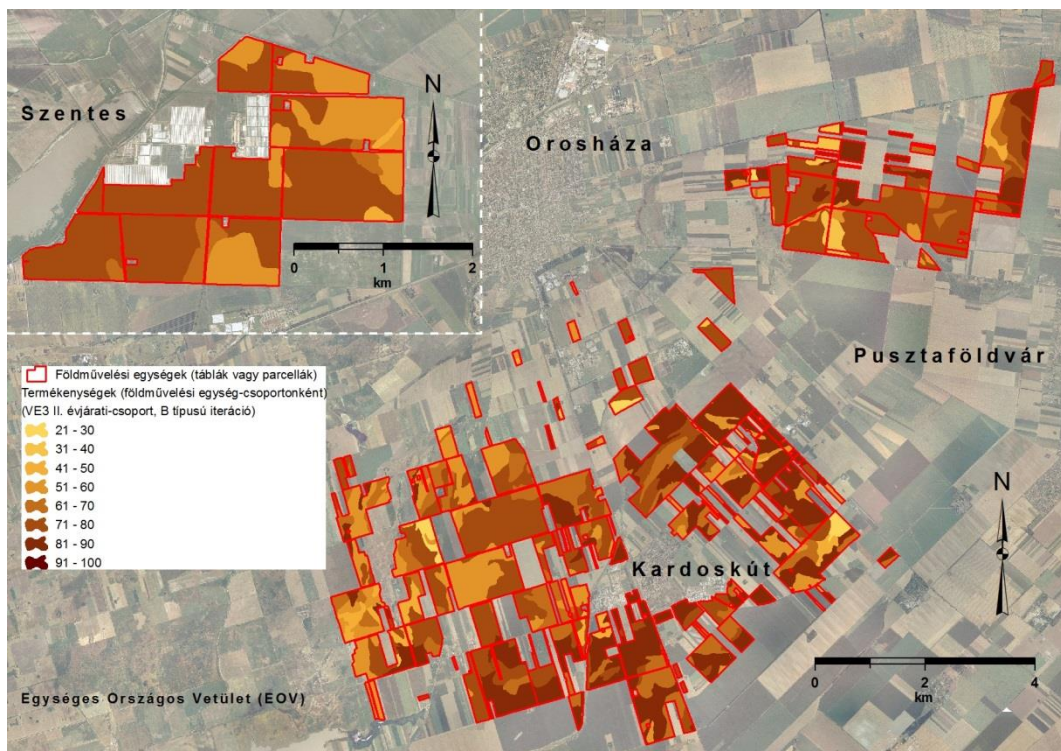 Szentes
N
0 1 2
km
Orosháza
Pusztaföldvár
Kardoskút
Földművelési egységek (táblák vagy parcellák)
Termékenységek (földművelési egység-csoportonként)
(VE3 II. évjárati-csoport, B típusú iteráció)
21 - 30
31 - 40
41 - 50
51 - 60
61 - 70
71 - 80
81 - 90
91 - 100
N
0 2 4
km
Egységes Országos Vetület (EOV)